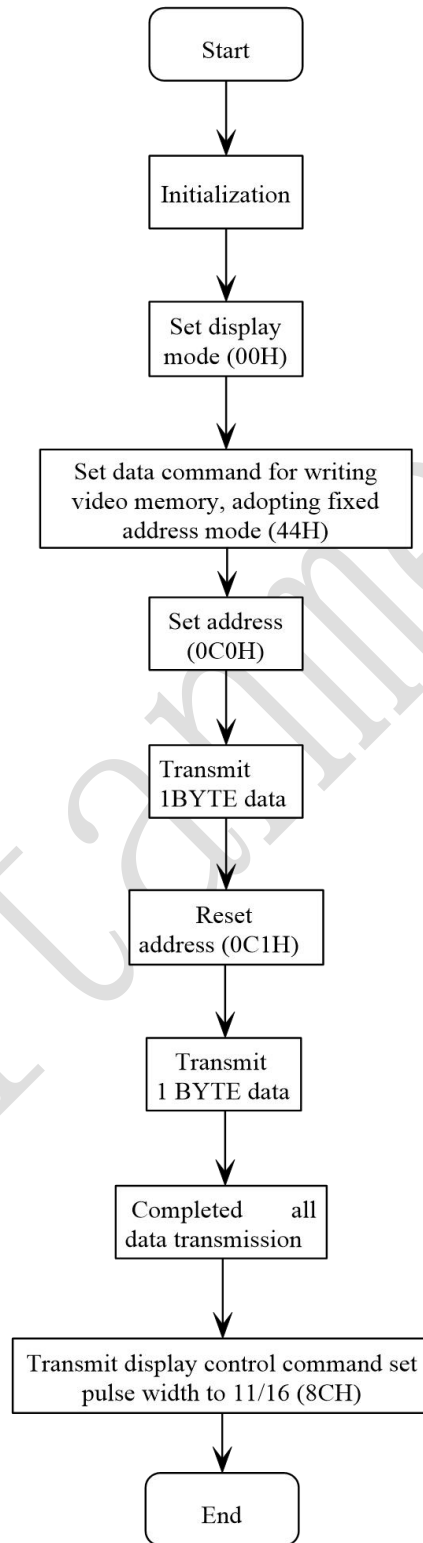 Start
Initialization
Set display
mode (00H)
Set data command for writing
video memory, adopting fixed
address mode (44H)
Set address
(0C0H)
Transmit
1BYTE data
Reset
address (0C1H)
Transmit
1 BYTE data
Completed all
data transmission
Transmit display control command set
pulse width to 11/16 (8CH)
End